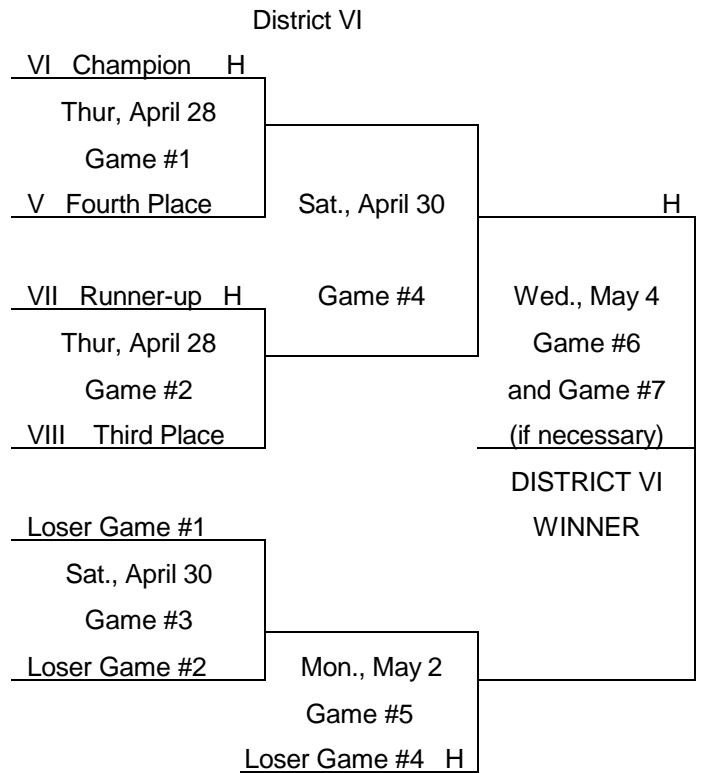 District VI
VI Champion H
Thur, April 28
Game #1
V Fourth Place
Sat., April 30
H
VII Runner-up H
Game #4
Wed., May 4
Thur, April 28
Game #6
Game #2
and Game #7
VIII Third Place
(if necessary)
DISTRICT VI
Loser Game #1
WINNER
Sat., April 30
Game #3
Loser Game #2
Mon., May 2
Game #5
Loser Game #4 H